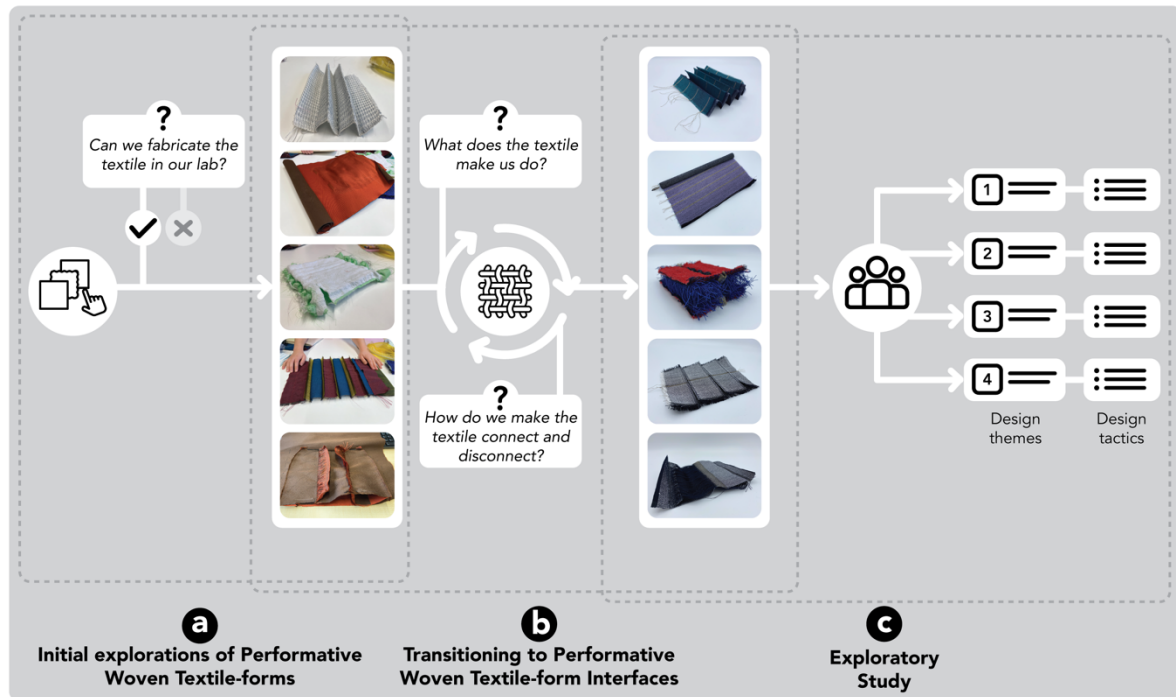 ?
Can we fabricate the
textile in our lab?
?
What does the textile
make us do?
?
How do we make the
textile connect and
disconnect?
1
2
3
4
Design
themes
Design
tactics
a
Initial explorations of Performative
Woven Textile-forms
b
Transitioning to Performative
Woven Textile-form Interfaces
c
Exploratory
Study